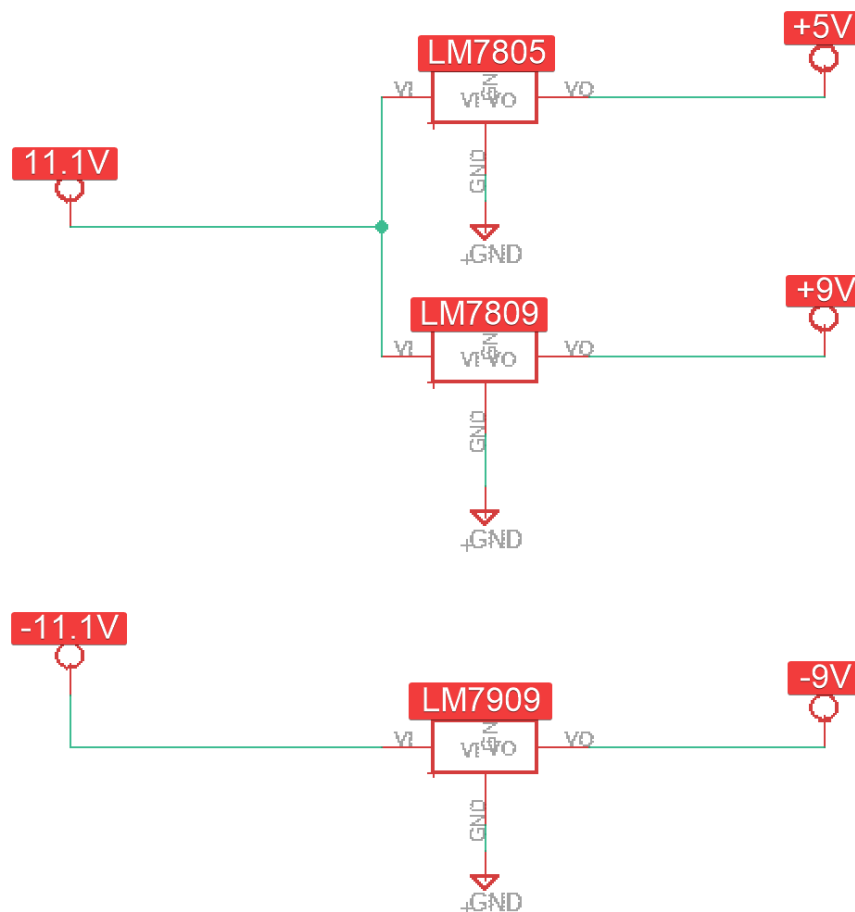 +5V
LM7805
VI
VI VO
VO
11.1V
GND
GND
+9V
LM7809
VI
VI VO
VO
GND
GND
-11.1V
-9V
LM7909
VI
VI VO
VO
GND
GND